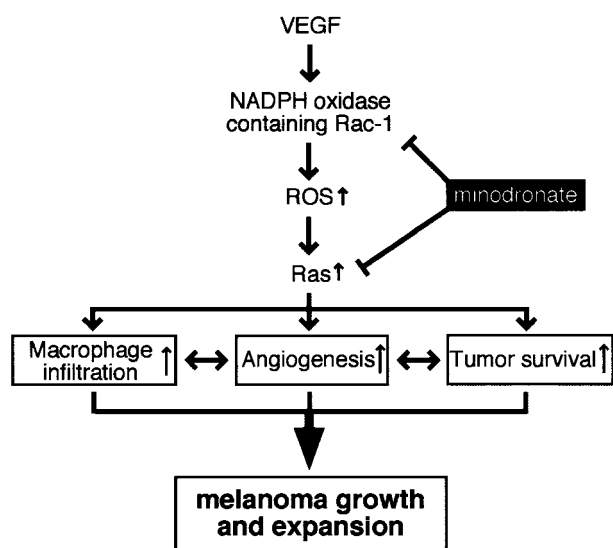 VEGF
NADPH oxidase
containing Rac-1
ROS↑
minodronate
Ras↑
Macrophage
infiltration ↑
Angiogenesis↑
Tumor survival↑
melanoma growth
and expansion